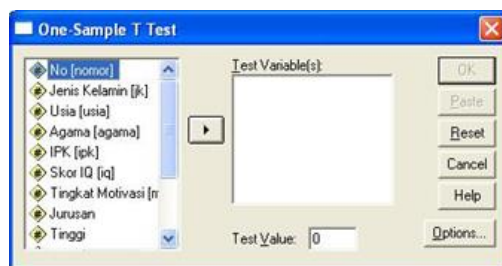 One-Sample T Test
No [nomor]
Jenis Kelamin [jk]
Usia [usia]
Agama [agama]
IPK [ipk]
Skor IQ [iq]
Tingkat Motivasi [m
Jurusan
Tinggi
Test Variable(s):
Test Value: 0
OK
Paste
Reset
Cancel
Help
Options...